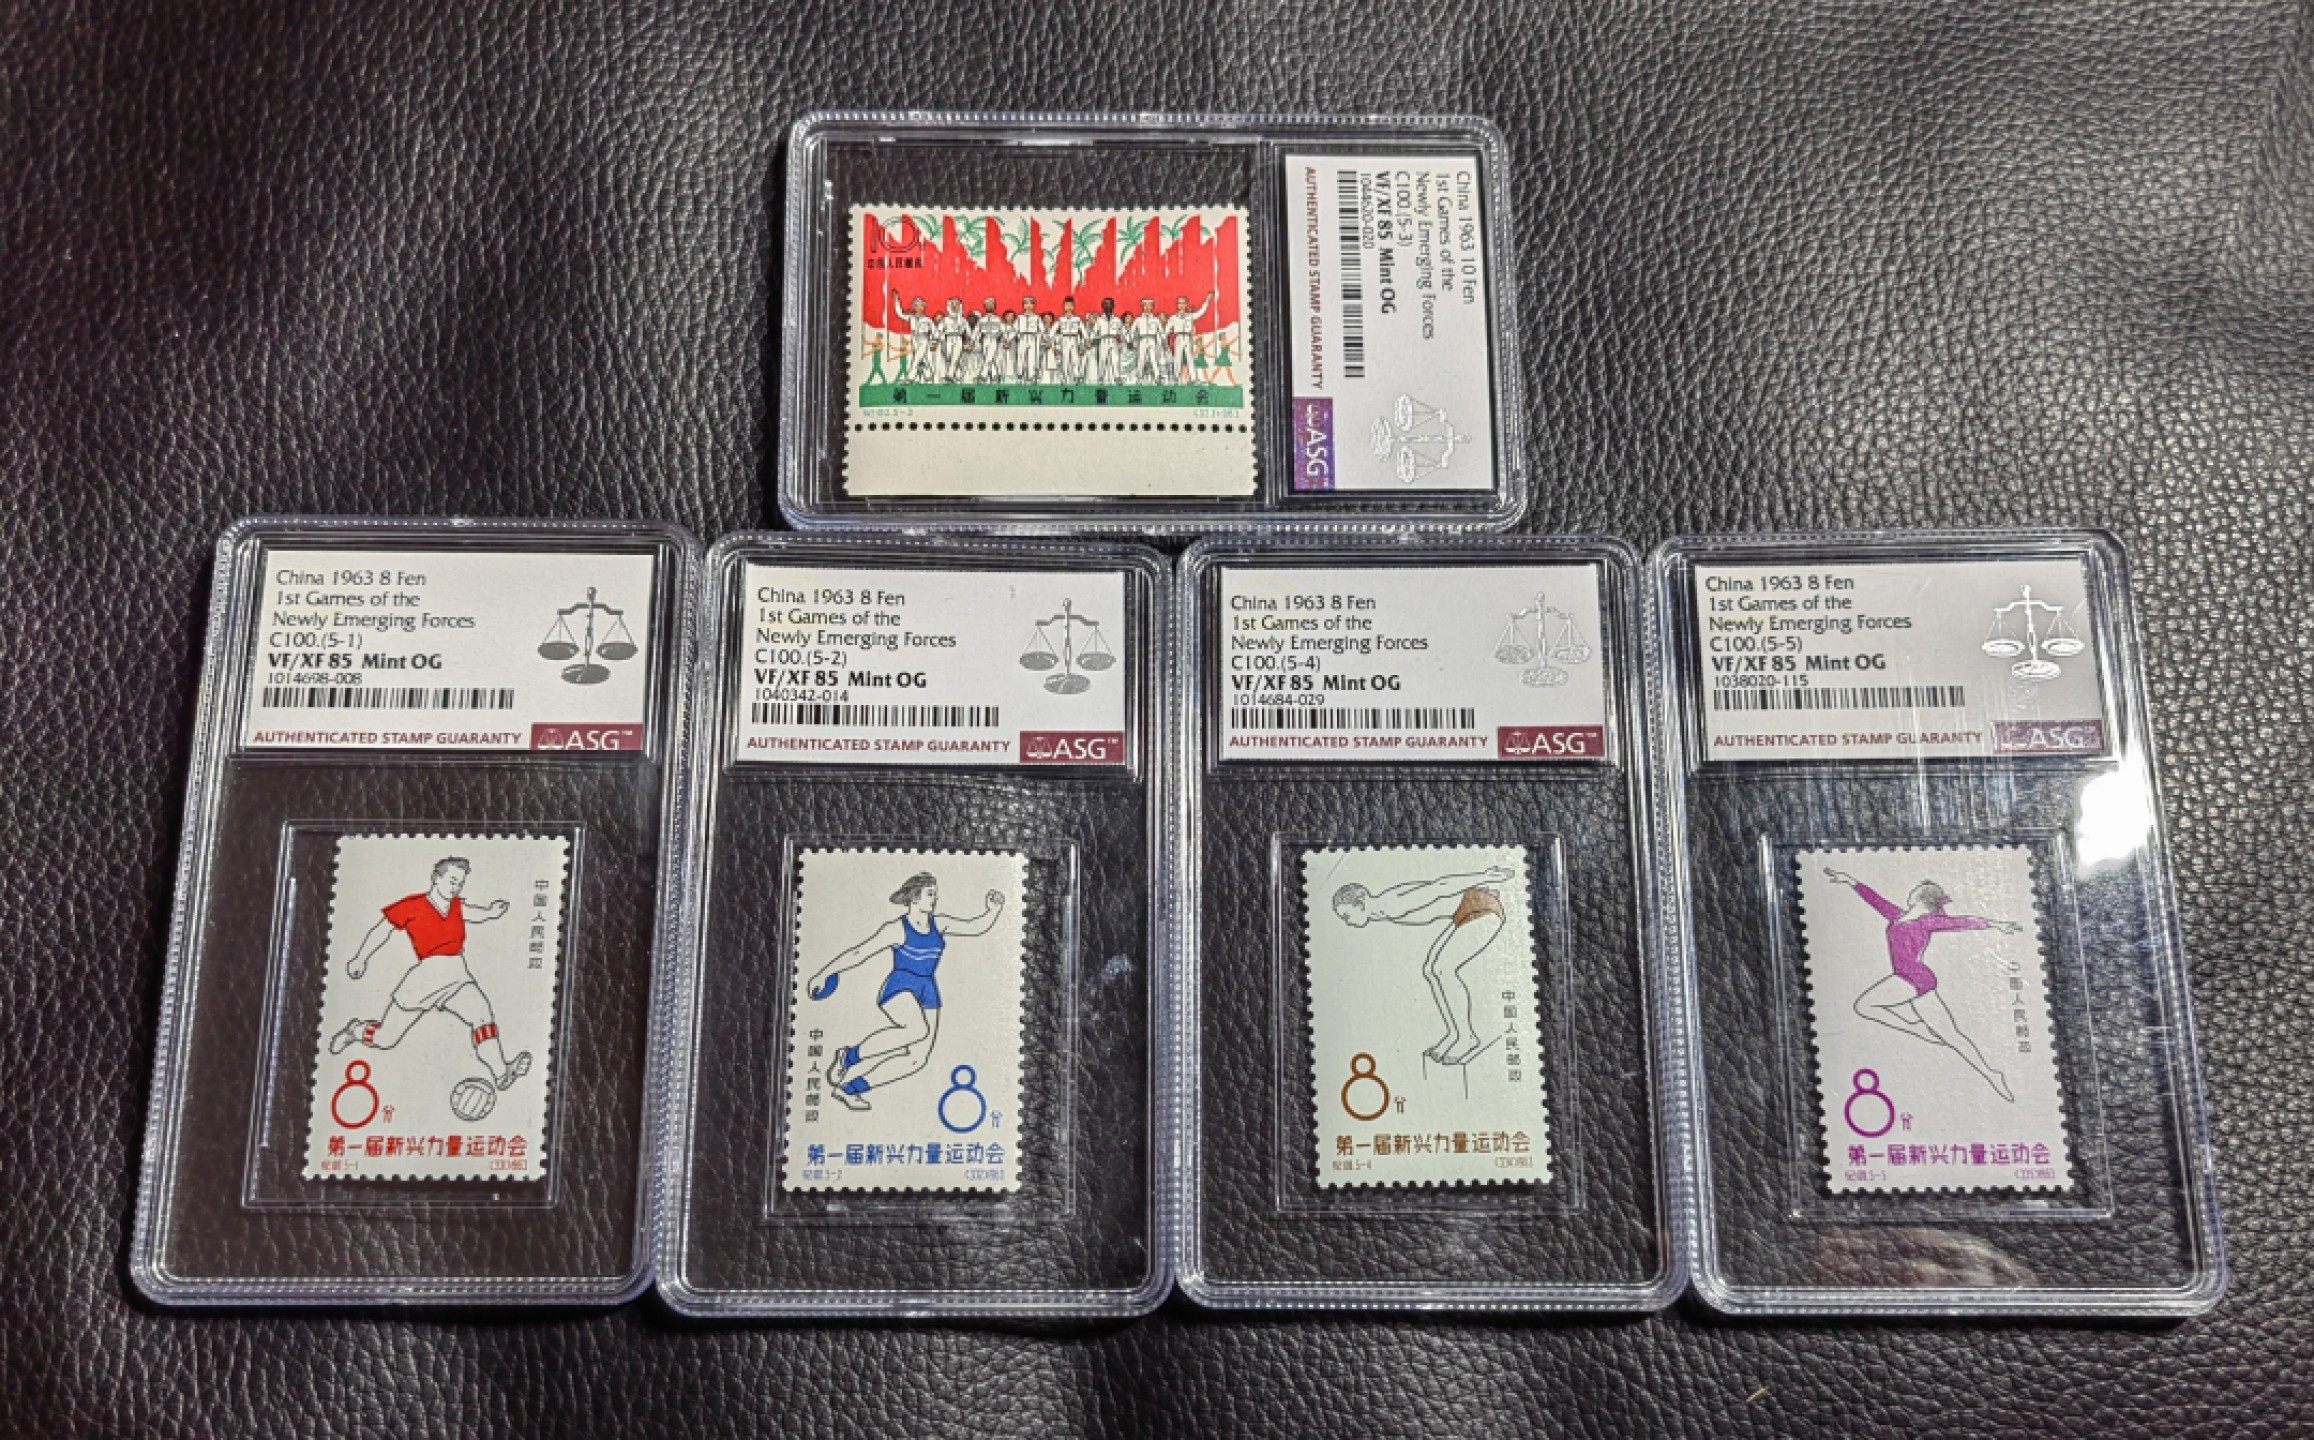 China 1963 10 Fen
1st Games of the
Newly Emerging Forces
C100.(5-3)
VF/XF 85 Mint OG
1044620-020
AUTHENTICATED STAMP GUARANTY
ASG™
10
中国人民邮政
第一届新兴力量运动会
China 1963 8 Fen
1st Games of the
Newly Emerging Forces
C100.(5-1)
VF/XF 85 Mint OG
1014698-008
AUTHENTICATED STAMP GUARANTY
ASG™
中国人民邮政
8分
第一届新兴力量运动会
China 1963 8 Fen
1st Games of the
Newly Emerging Forces
C100.(5-2)
VF/XF 85 Mint OG
1040342-014
AUTHENTICATED STAMP GUARANTY
ASG™
中国人民邮政
8分
第一届新兴力量运动会
China 1963 8 Fen
1st Games of the
Newly Emerging Forces
C100.(5-4)
VF/XF 85 Mint OG
1014684-029
AUTHENTICATED STAMP GUARANTY
ASG™
中国人民邮政
8分
第一届新兴力量运动会
China 1963 8 Fen
1st Games of the
Newly Emerging Forces
C100.(5-5)
VF/XF 85 Mint OG
1038020-115
AUTHENTICATED STAMP GUARANTY
ASG™
中国人民邮政
8分
第一届新兴力量运动会